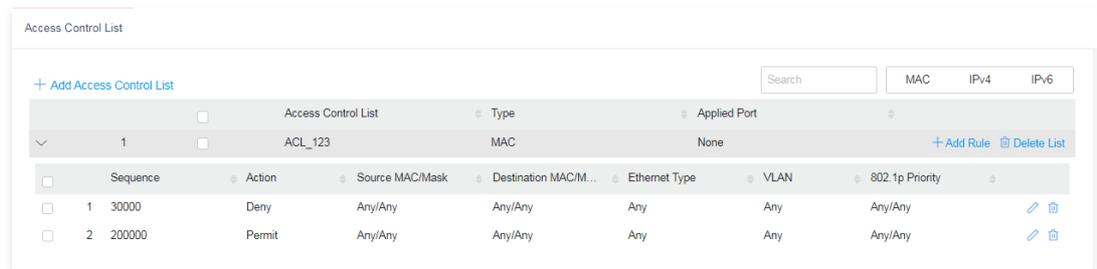 Access Control List
+ Add Access Control List Search MAC IPv4 IPv6
Access Control List Type Applied Port
1 ACL_123 MAC None + Add Rule Delete List
Sequence Action Source MAC/Mask Destination MAC/M... Ethernet Type VLAN 802.1p Priority
1 30000 Deny Any/Any Any/Any Any Any Any/Any
2 200000 Permit Any/Any Any/Any Any Any Any/Any